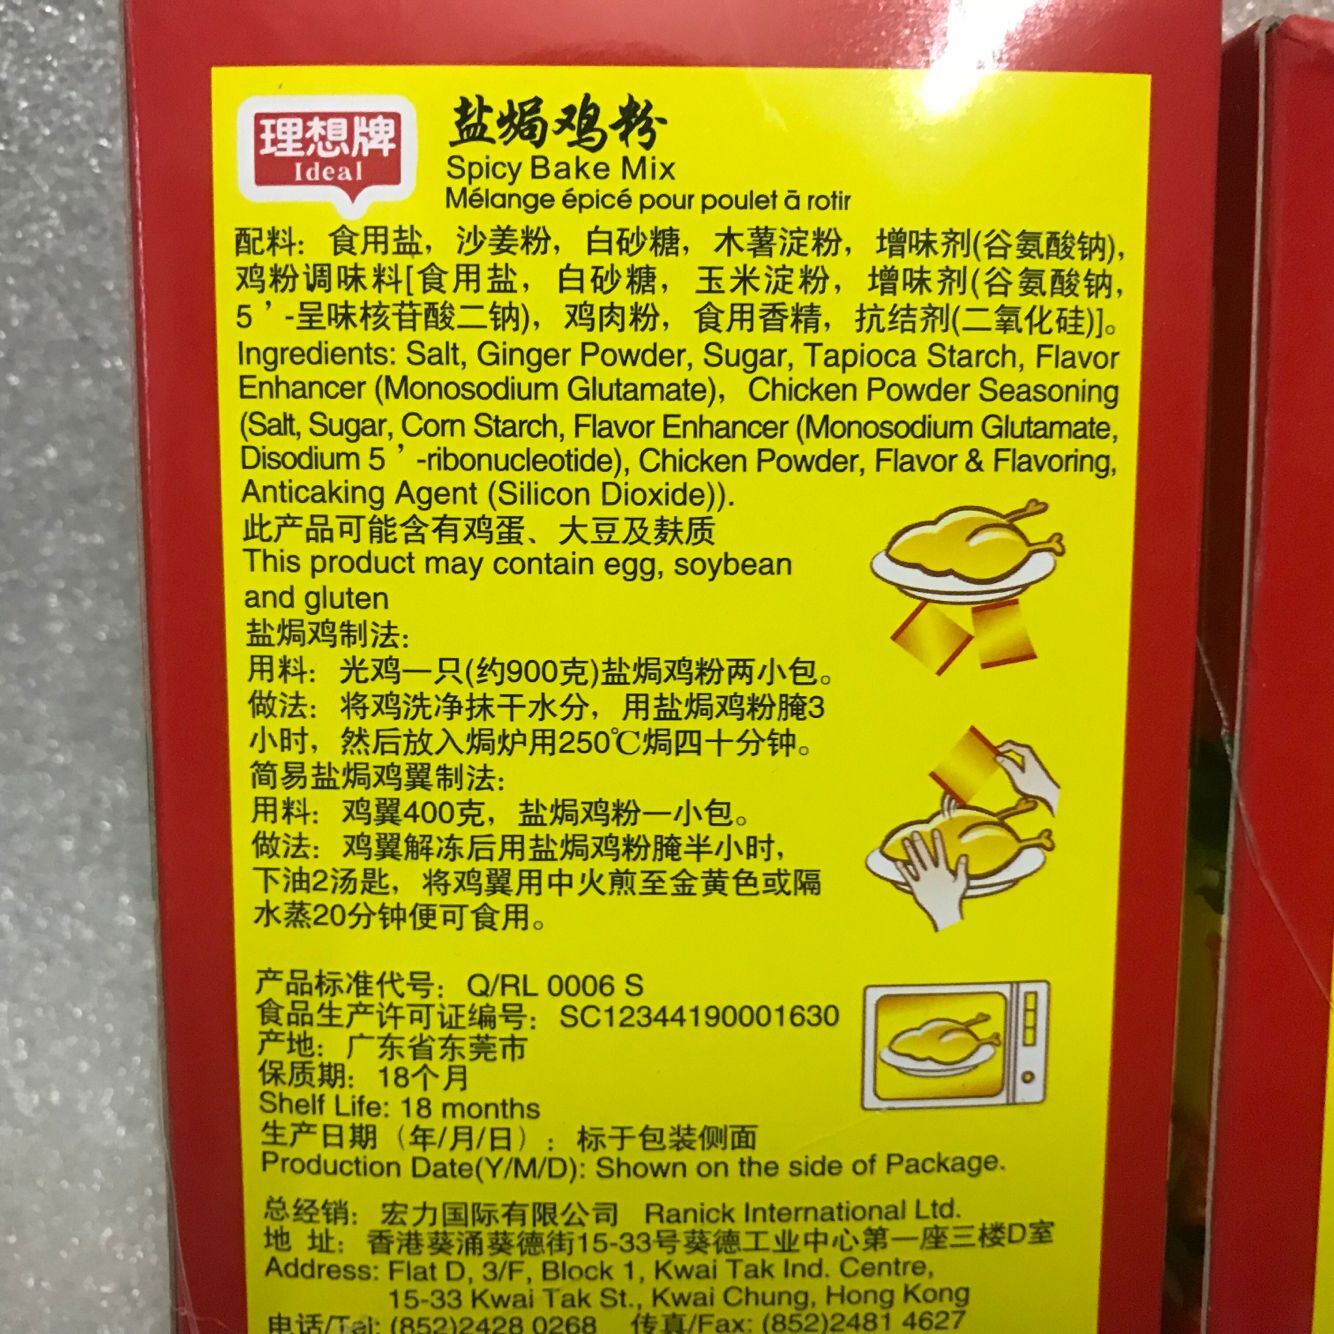 理想牌
Ideal
盐焗鸡粉
Spicy Bake Mix
Mélange épicé pour poulet ā rotir
配料：食用盐，沙姜粉，白砂糖，木薯淀粉，增味剂(谷氨酸钠)，
鸡粉调味料[食用盐，白砂糖，玉米淀粉，增味剂(谷氨酸钠，
5＇-呈味核苷酸二钠)，鸡肉粉，食用香精，抗结剂(二氧化硅)]。
Ingredients: Salt, Ginger Powder, Sugar, Tapioca Starch, Flavor
Enhancer (Monosodium Glutamate), Chicken Powder Seasoning
(Salt, Sugar, Corn Starch, Flavor Enhancer (Monosodium Glutamate,
Disodium 5＇-ribonucleotide), Chicken Powder, Flavor & Flavoring,
Anticaking Agent (Silicon Dioxide)).
此产品可能含有鸡蛋、大豆及麸质
This product may contain egg, soybean
and gluten
盐焗鸡制法：
用料：光鸡一只(约900克)盐焗鸡粉两小包。
做法：将鸡洗净抹干水分，用盐焗鸡粉腌3
小时，然后放入焗炉用250℃焗四十分钟。
简易盐焗鸡翼制法：
用料：鸡翼400克，盐焗鸡粉一小包。
做法：鸡翼解冻后用盐焗鸡粉腌半小时，
下油2汤匙，将鸡翼用中火煎至金黄色或隔
水蒸20分钟便可食用。
产品标准代号：Q/RL 0006 S
食品生产许可证编号：SC12344190001630
产地：广东省东莞市
保质期：18个月
Shelf Life: 18 months
生产日期（年/月/日）：标于包装侧面
Production Date(Y/M/D): Shown on the side of Package.
总经销：宏力国际有限公司 Ranick International Ltd.
地 址：香港葵涌葵德街15-33号葵德工业中心第一座三楼D室
Address: Flat D, 3/F, Block 1, Kwai Tak Ind. Centre,
15-33 Kwai Tak St., Kwai Chung, Hong Kong
电话/Tel: (852)2428 0268 传真/Fax: (852)2481 4627